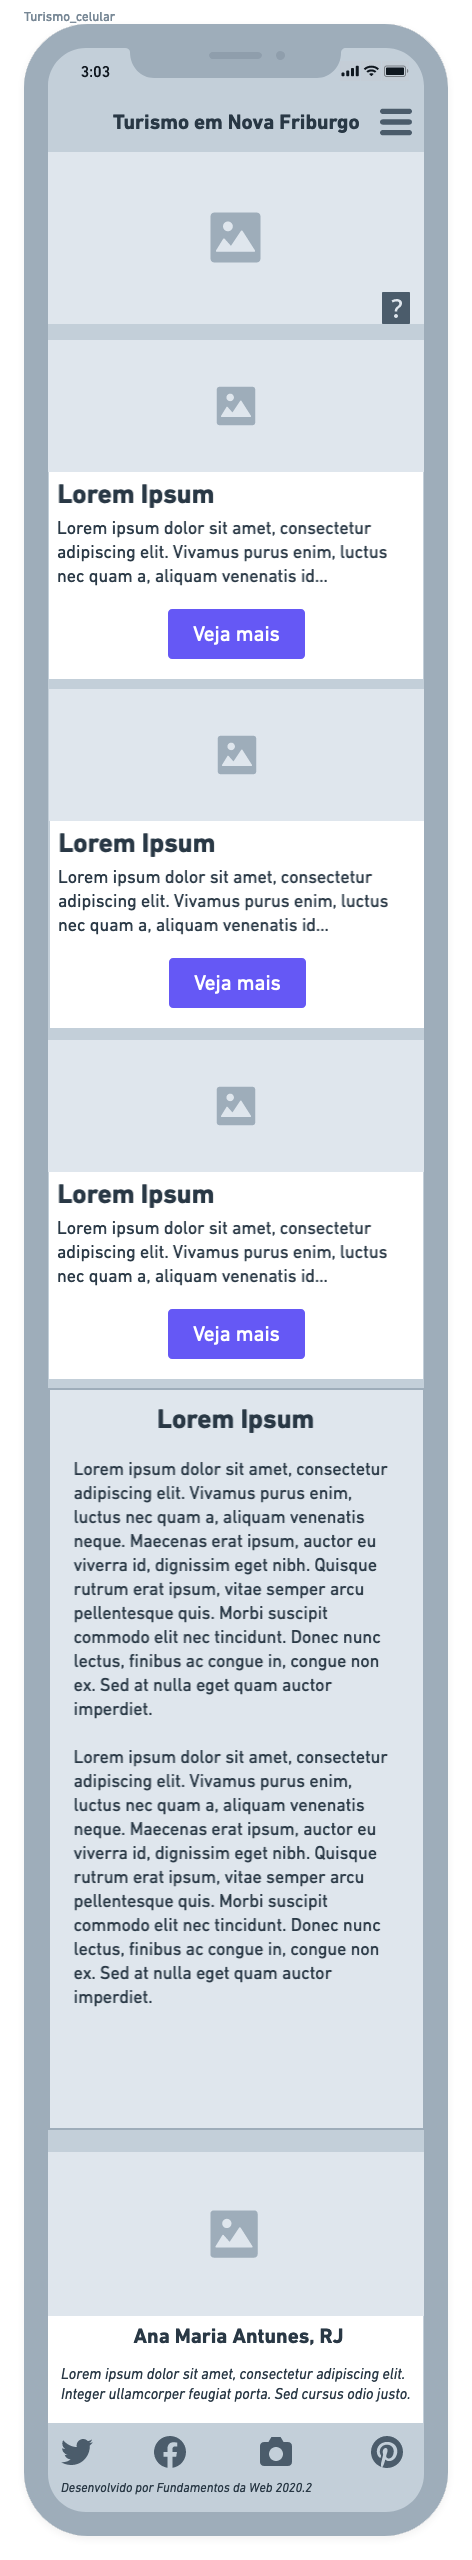 Turismo_celular
3:03
Turismo em Nova Friburgo
?
Lorem Ipsum
Lorem ipsum dolor sit amet, consectetur
adipiscing elit. Vivamus purus enim, luctus
nec quam a, aliquam venenatis id...
Veja mais
Lorem Ipsum
Lorem ipsum dolor sit amet, consectetur
adipiscing elit. Vivamus purus enim, luctus
nec quam a, aliquam venenatis id...
Veja mais
Lorem Ipsum
Lorem ipsum dolor sit amet, consectetur
adipiscing elit. Vivamus purus enim, luctus
nec quam a, aliquam venenatis id...
Veja mais
Lorem Ipsum
Lorem ipsum dolor sit amet, consectetur
adipiscing elit. Vivamus purus enim,
luctus nec quam a, aliquam venenatis
neque. Maecenas erat ipsum, auctor eu
viverra id, dignissim eget nibh. Quisque
rutrum erat ipsum, vitae semper arcu
pellentesque quis. Morbi suscipit
commodo elit nec tincidunt. Donec nunc
lectus, finibus ac congue in, congue non
ex. Sed at nulla eget quam auctor
imperdiet.
Lorem ipsum dolor sit amet, consectetur
adipiscing elit. Vivamus purus enim,
luctus nec quam a, aliquam venenatis
neque. Maecenas erat ipsum, auctor eu
viverra id, dignissim eget nibh. Quisque
rutrum erat ipsum, vitae semper arcu
pellentesque quis. Morbi suscipit
commodo elit nec tincidunt. Donec nunc
lectus, finibus ac congue in, congue non
ex. Sed at nulla eget quam auctor
imperdiet.
Ana Maria Antunes, RJ
Lorem ipsum dolor sit amet, consectetur adipiscing elit.
Integer ullamcorper feugiat porta. Sed cursus odio justo.
Desenvolvido por Fundamentos da Web 2020.2